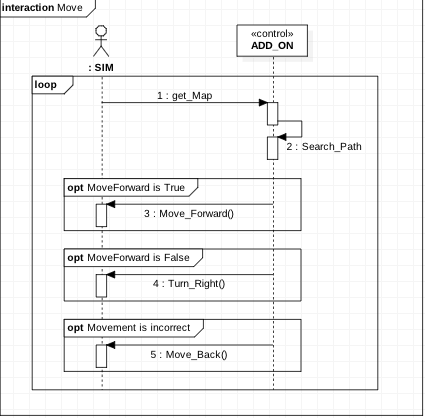 interaction Move
«control»
ADD_ON
: SIM
loop
1 : get_Map
2 : Search_Path
opt MoveForward is True
3 : Move_Forward()
opt MoveForward is False
4 : Turn_Right()
opt Movement is incorrect
5 : Move_Back()